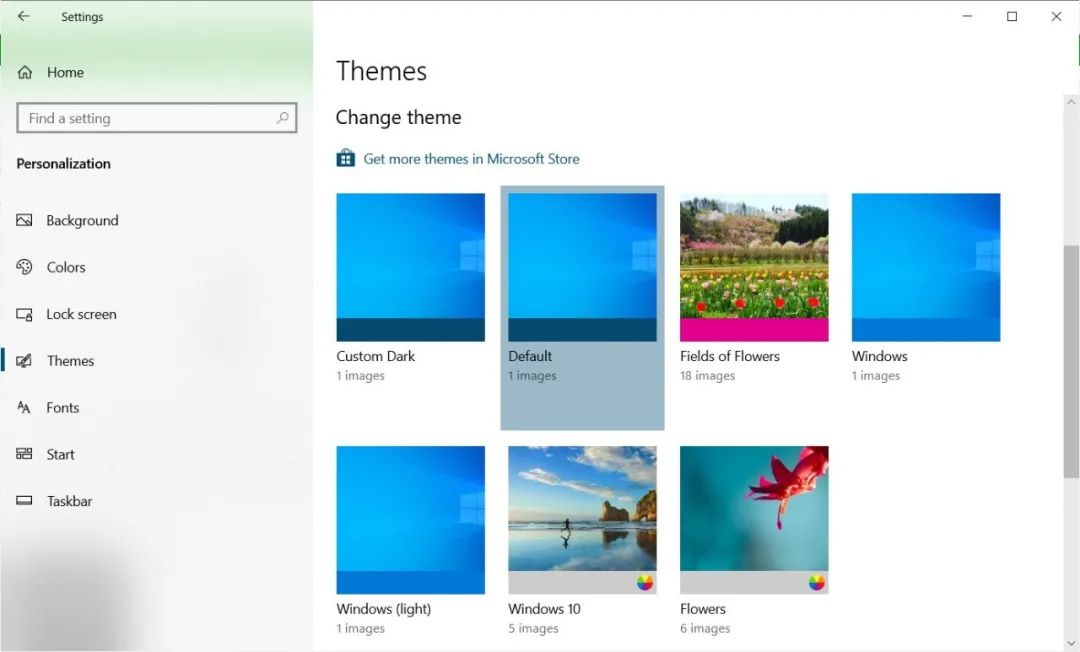 Settings
Home
Find a setting
Personalization
Background
Colors
Lock screen
Themes
Fonts
Start
Taskbar
Themes
Change theme
Get more themes in Microsoft Store
Custom Dark
1 images
Default
1 images
Fields of Flowers
18 images
Windows
1 images
Windows (light)
1 images
Windows 10
5 images
Flowers
6 images